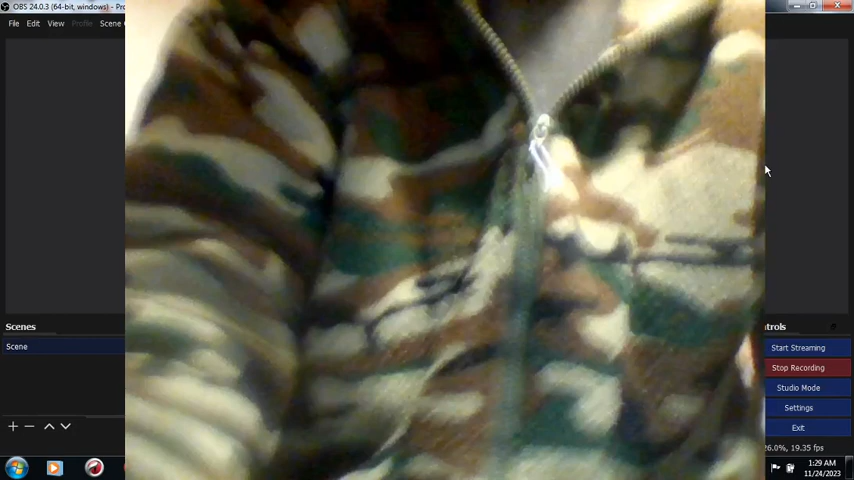 OBS 24.0.3 (64-bit, windows) - Pro
File Edit View Profile Scene C
Scenes
Scene
ntrols
Start Streaming
Stop Recording
Studio Mode
Settings
Exit
26.0%, 19.35 fps
1:29 AM
11/24/2023